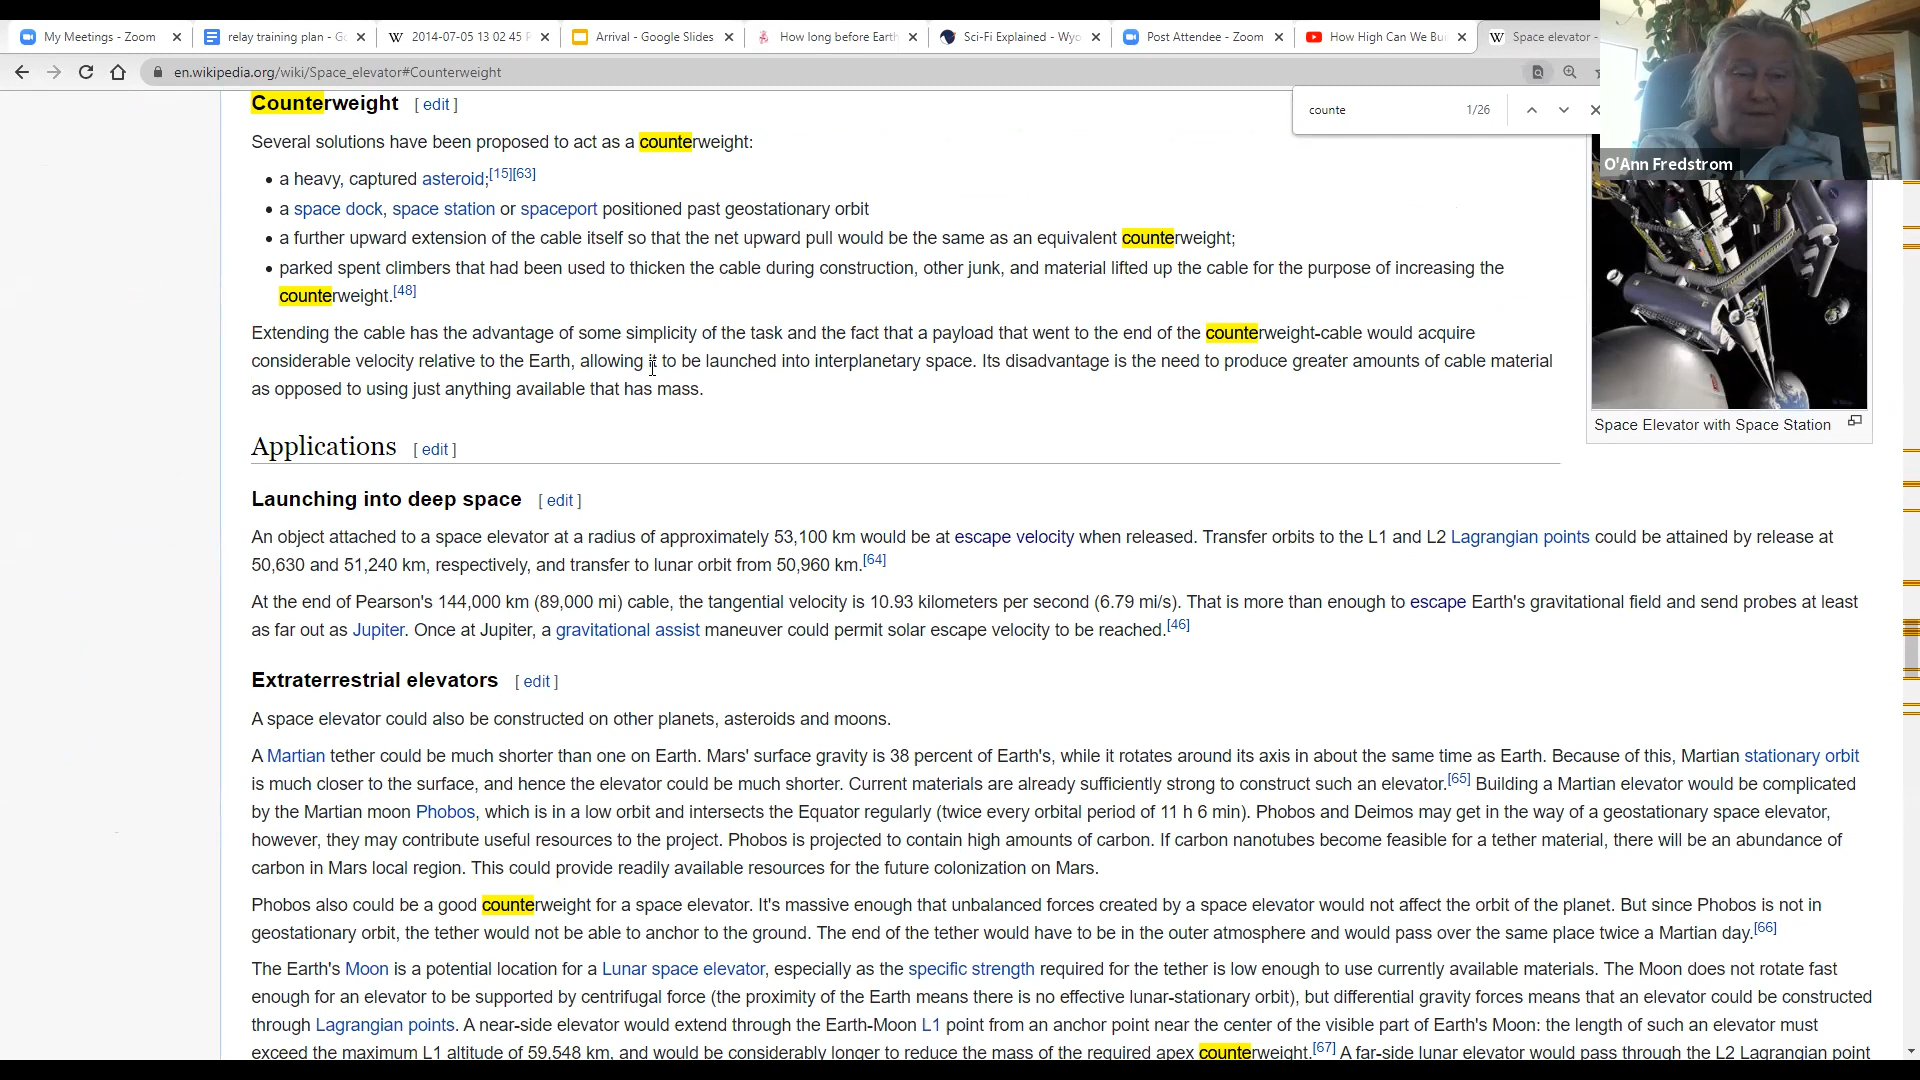 My Meetings - Zoom
relay training plan - Go
2014-07-05 13 02 45 P
Arrival - Google Slides
How long before Earth
Sci-Fi Explained - Wyo
Post Attendee - Zoom
How High Can We Bui
Space elevator -
en.wikipedia.org/wiki/Space_elevator#Counterweight
counte 1/26
O'Ann Fredstrom
Counterweight [ edit ]
Several solutions have been proposed to act as a counterweight:
• a heavy, captured asteroid;[15][63]
• a space dock, space station or spaceport positioned past geostationary orbit
• a further upward extension of the cable itself so that the net upward pull would be the same as an equivalent counterweight;
• parked spent climbers that had been used to thicken the cable during construction, other junk, and material lifted up the cable for the purpose of increasing the
counterweight.[48]
Extending the cable has the advantage of some simplicity of the task and the fact that a payload that went to the end of the counterweight-cable would acquire
considerable velocity relative to the Earth, allowing it to be launched into interplanetary space. Its disadvantage is the need to produce greater amounts of cable material
as opposed to using just anything available that has mass.
Space Elevator with Space Station
Applications [ edit ]
Launching into deep space [ edit ]
An object attached to a space elevator at a radius of approximately 53,100 km would be at escape velocity when released. Transfer orbits to the L1 and L2 Lagrangian points could be attained by release at
50,630 and 51,240 km, respectively, and transfer to lunar orbit from 50,960 km.[64]
At the end of Pearson's 144,000 km (89,000 mi) cable, the tangential velocity is 10.93 kilometers per second (6.79 mi/s). That is more than enough to escape Earth's gravitational field and send probes at least
as far out as Jupiter. Once at Jupiter, a gravitational assist maneuver could permit solar escape velocity to be reached.[46]
Extraterrestrial elevators [ edit ]
A space elevator could also be constructed on other planets, asteroids and moons.
A Martian tether could be much shorter than one on Earth. Mars' surface gravity is 38 percent of Earth's, while it rotates around its axis in about the same time as Earth. Because of this, Martian stationary orbit
is much closer to the surface, and hence the elevator could be much shorter. Current materials are already sufficiently strong to construct such an elevator.[65] Building a Martian elevator would be complicated
by the Martian moon Phobos, which is in a low orbit and intersects the Equator regularly (twice every orbital period of 11 h 6 min). Phobos and Deimos may get in the way of a geostationary space elevator,
however, they may contribute useful resources to the project. Phobos is projected to contain high amounts of carbon. If carbon nanotubes become feasible for a tether material, there will be an abundance of
carbon in Mars local region. This could provide readily available resources for the future colonization on Mars.
Phobos also could be a good counterweight for a space elevator. It's massive enough that unbalanced forces created by a space elevator would not affect the orbit of the planet. But since Phobos is not in
geostationary orbit, the tether would not be able to anchor to the ground. The end of the tether would have to be in the outer atmosphere and would pass over the same place twice a Martian day.[66]
The Earth's Moon is a potential location for a Lunar space elevator, especially as the specific strength required for the tether is low enough to use currently available materials. The Moon does not rotate fast
enough for an elevator to be supported by centrifugal force (the proximity of the Earth means there is no effective lunar-stationary orbit), but differential gravity forces means that an elevator could be constructed
through Lagrangian points. A near-side elevator would extend through the Earth-Moon L1 point from an anchor point near the center of the visible part of Earth's Moon: the length of such an elevator must
exceed the maximum L1 altitude of 59,548 km, and would be considerably longer to reduce the mass of the required apex counterweight.[67] A far-side lunar elevator would pass through the L2 Lagrangian point